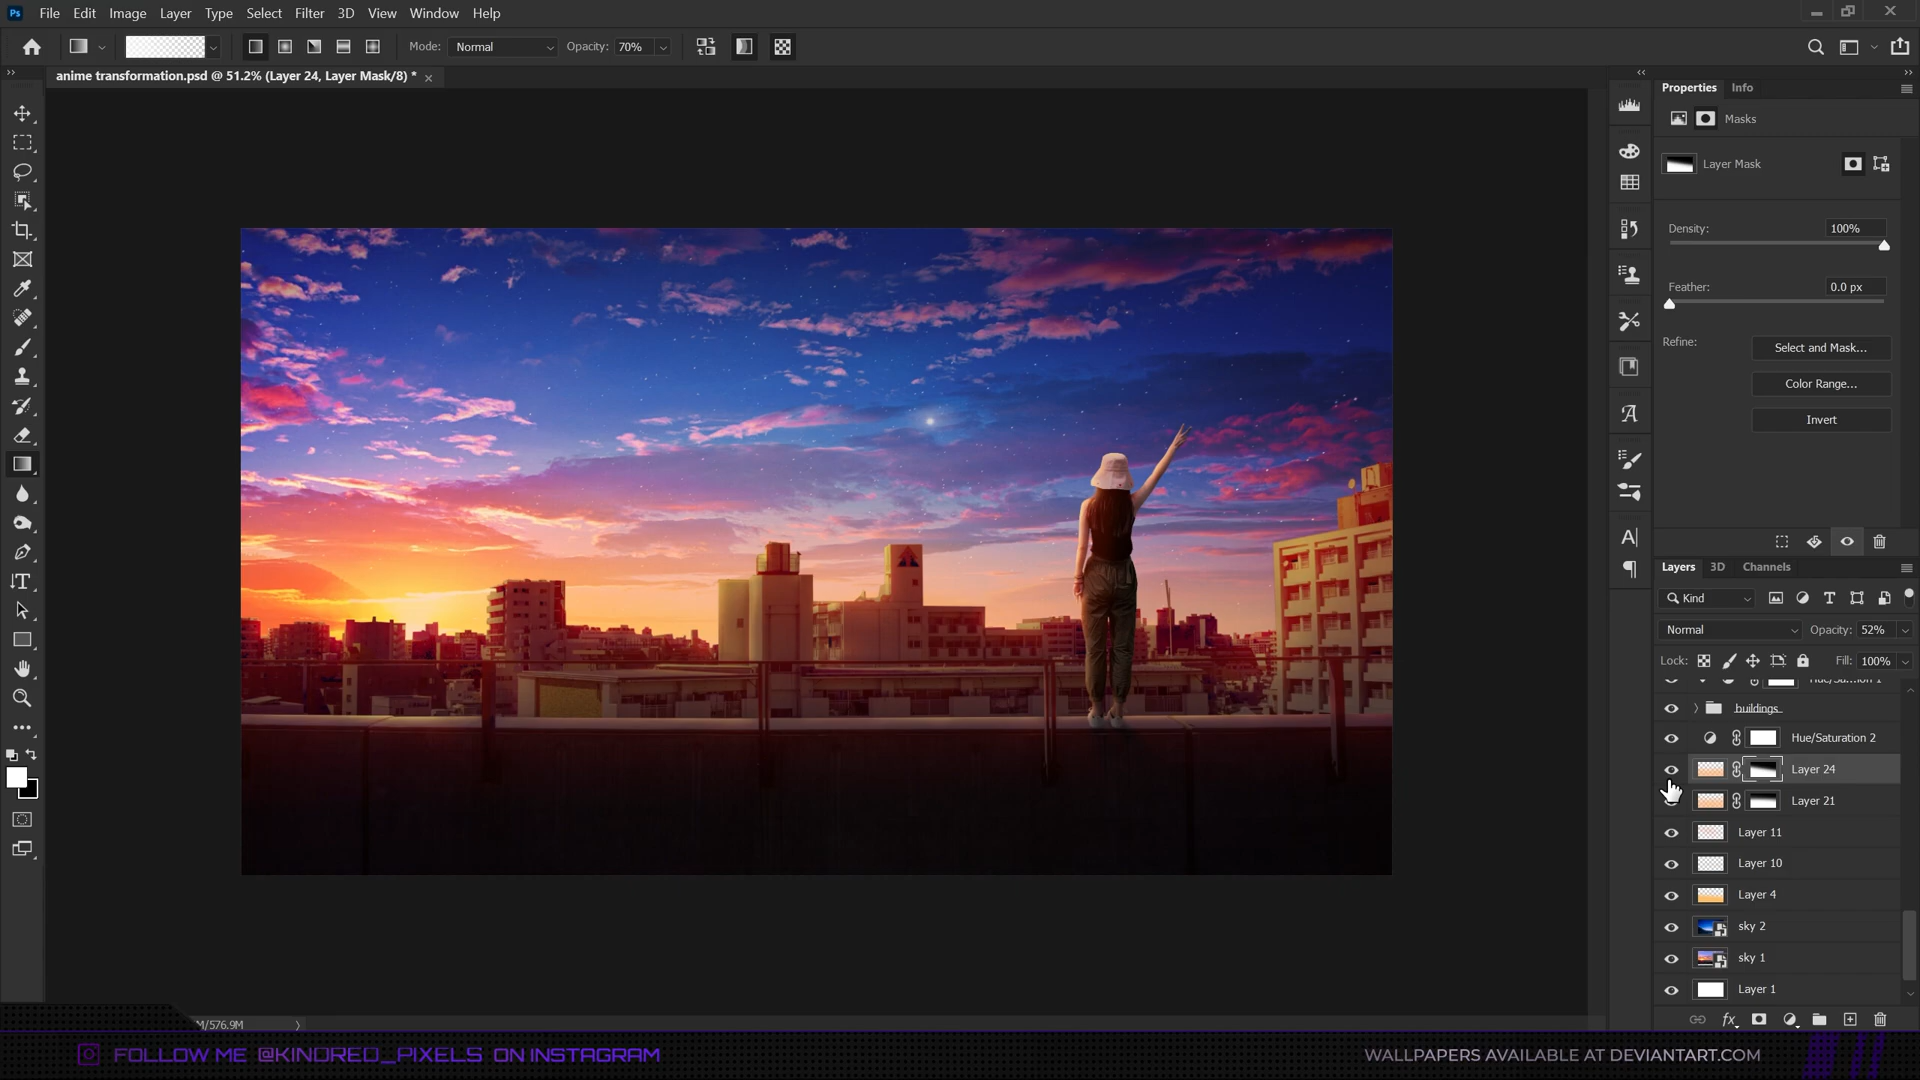 Ps File Edit Image Layer Type Select Filter 3D View Window Help
Mode: Normal Opacity: 70%
anime transformation.psd @ 51.2% (Layer 24, Layer Mask/8) *
Properties Info
Masks
Layer Mask
Density: 100%
Feather: 0.0 px
Refine: Select and Mask...
Color Range...
Invert
Layers 3D Channels
Kind
Normal Opacity: 52%
Lock: Fill: 100%
buildings
Hue/Saturation 2
Layer 24
Layer 21
Layer 11
Layer 10
Layer 4
sky 2
sky 1
Layer 1
fx
M/576.9M
FOLLOW ME @KINDRED_PIXELS ON INSTAGRAM
WALLPAPERS AVAILABLE AT DEVIANTART.COM